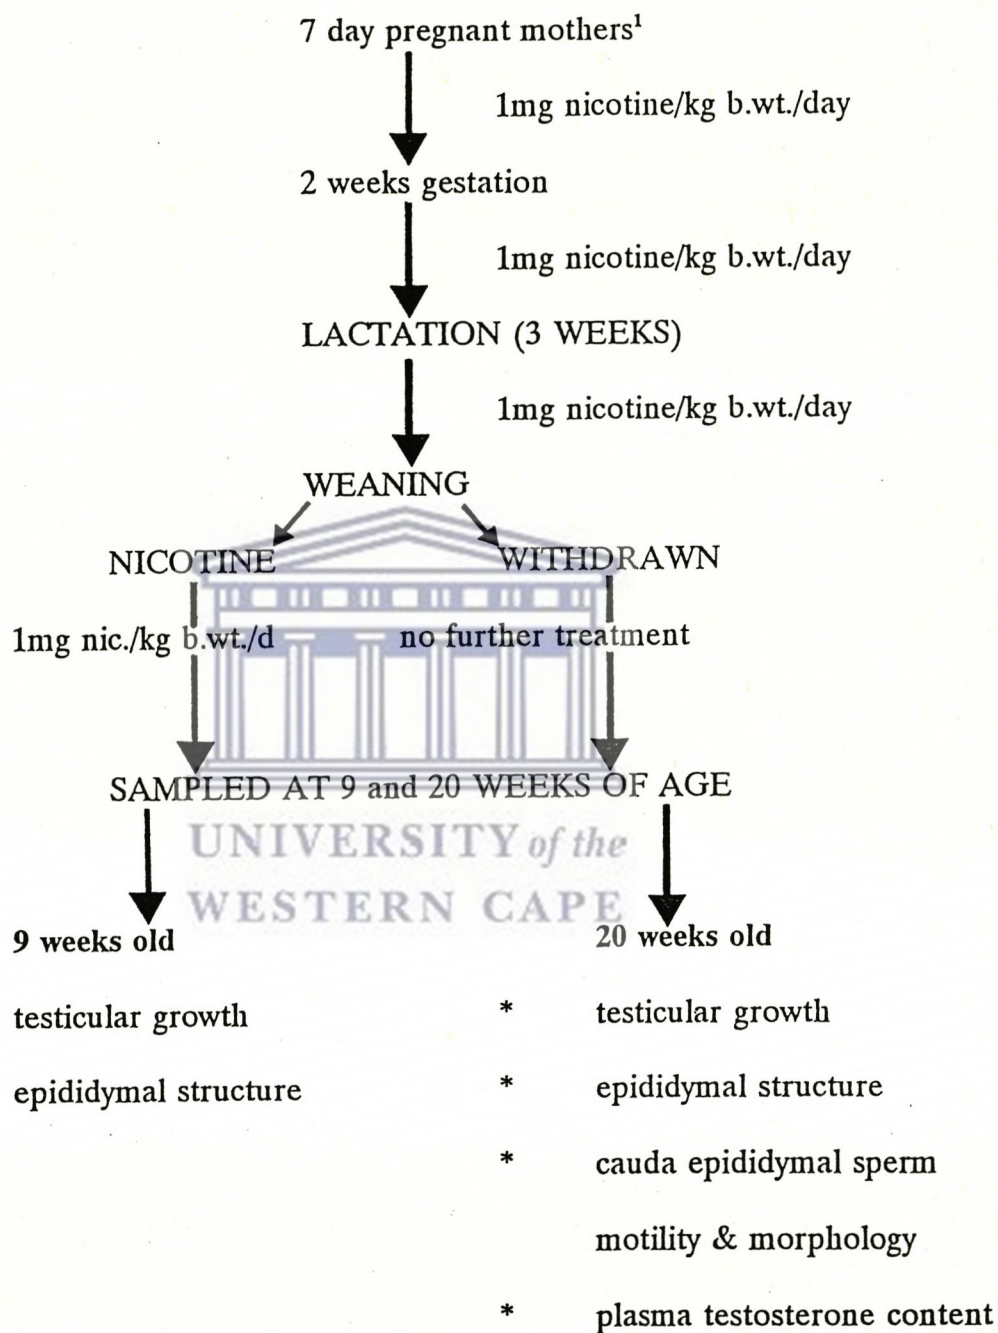 7 day pregnant mothers¹
1mg nicotine/kg b.wt./day
2 weeks gestation
1mg nicotine/kg b.wt./day
LACTATION (3 WEEKS)
1mg nicotine/kg b.wt./day
WEANING
NICOTINE WITHDRAWN
1mg nic./kg b.wt./d no further treatment
SAMPLED AT 9 and 20 WEEKS OF AGE
UNIVERSITY of the
WESTERN CAPE
9 weeks old 20 weeks old
testicular growth * testicular growth
epididymal structure * epididymal structure
* cauda epididymal sperm
motility & morphology
* plasma testosterone content